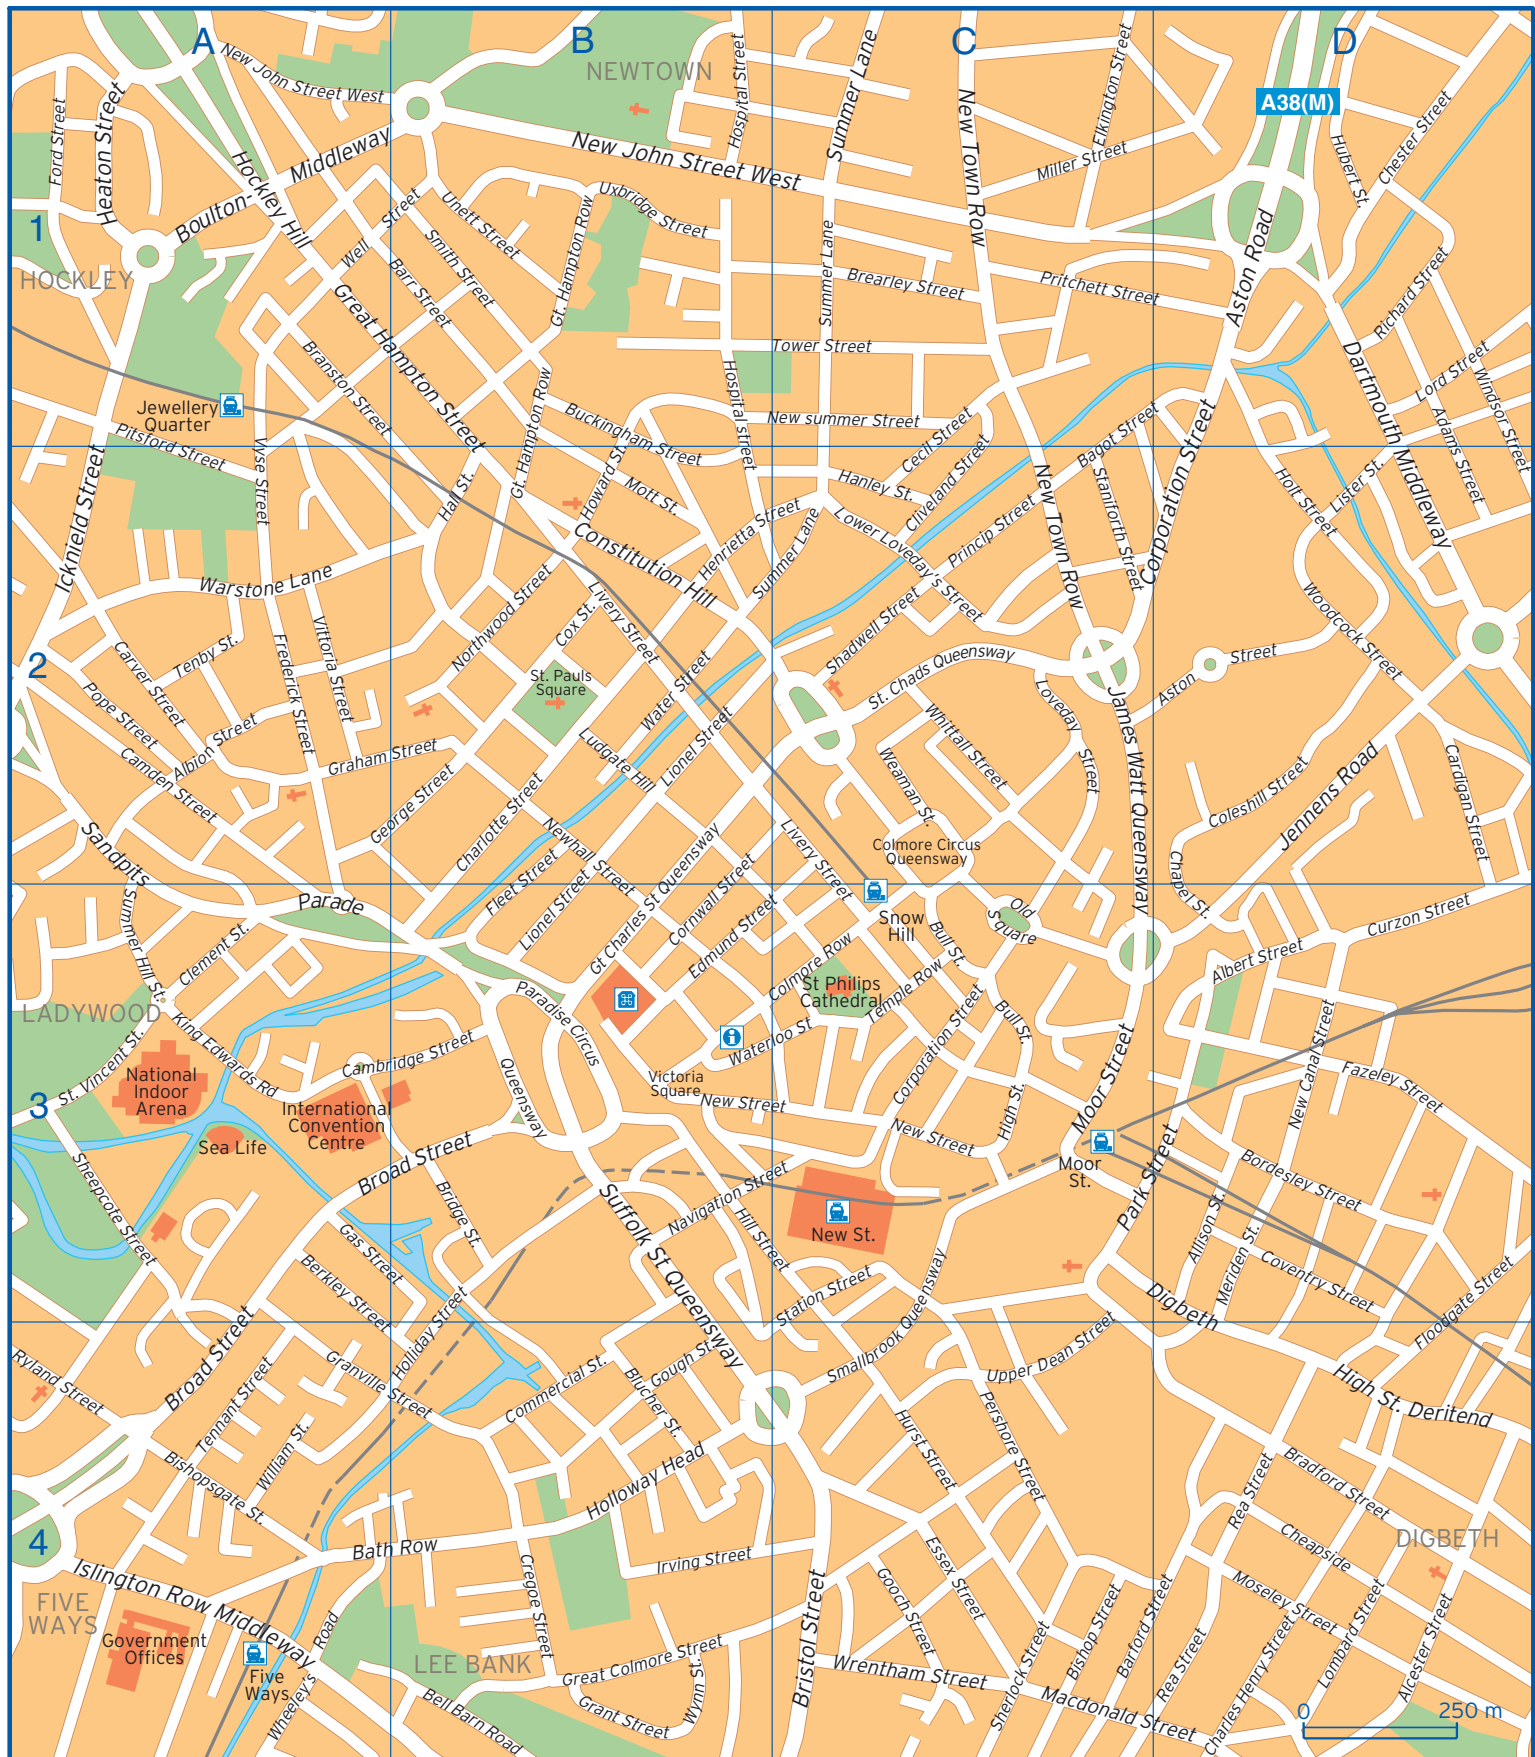 A
B
C
D
1
2
3
4
NEWTOWN
HOCKLEY
LADYWOOD
FIVE
WAYS
LEE BANK
DIGBETH
A38(M)
New John Street West
Ford Street
Heaton Street
Boulton-
Middleway
Hockley Hill
Well
Street
Unett Street
Smith Street
Barr Street
Great Hampton Street
Branston Street
Uxbridge Street
Gt. Hampton Row
Hospital Street
New John Street West
Summer Lane
Summer Lane
New Town Row
Elkington Street
Miller Street
Hubert St.
Chester Street
Aston Road
Brearley Street
Pritchett Street
Tower Street
Richard Street
Dartmouth Middleway
Lord Street
Windsor Street
Adams Street
Jewellery
Quarter
Pitsford Street
Vyse Street
Icknield Street
Gt. Hampton Row
Buckingham Street
Hospital street
New summer Street
Cecil Street
Cliveland Street
Bagot Street
Corporation Street
Hall St.
Howard St.
Mott St.
Hanley St.
Henrietta Street
Summer Lane
Constitution Hill
Lower Loveday's Street
Princip Street
New Town Row
Staniforth Street
Holt Street
Lister St.
Woodcock Street
Warstone Lane
Vittoria Street
Frederick Street
Tenby St.
Carver Street
Pope Street
Albion Street
Camden Street
Graham Street
George Street
Northwood Street
Cox St.
Livery Street
St. Pauls
Square
Water Street
Ludgate Hill
Lionel Street
Charlotte Street
Shadwell Street
St. Chads Queensway
Whittall Street
Loveday
Street
Weaman St.
James Watt Queensway
Aston
Street
Coleshill Street
Jennens Road
Cardigan Street
Sandpits
Parade
Newhall Street
Fleet Street
Lionel Street
Gt Charles St Queensway
Cornwall Street
Edmund Street
Livery Street
Colmore Circus
Queensway
Snow
Hill
Chapel St.
Old
Square
Bull St.
Curzon Street
Albert Street
Summer Hill St.
Clement St.
Colmore Row
St Philips
Cathedral
Temple Row
Waterloo St
Paradise Circus
Queensway
King Edwards Rd
Cambridge Street
St. Vincent St.
National
Indoor
Arena
International
Convention
Centre
Sea Life
Victoria
Square
New Street
New Street
Corporation Street
Bull St.
High St.
Moor Street
Moor
St.
Park Street
New Canal Street
Fazeley Street
Bordesley Street
Allison St.
Meriden St.
Coventry Street
Floodgate Street
Digbeth
Broad Street
Sheepcote Street
Bridge St.
Gas Street
Berkley Street
Holliday Street
Suffolk St Queensway
Navigation Street
Hill Street
New St.
Station Street
Smallbrook Queensway
Upper Dean Street
High St. Deritend
Ryland Street
Broad Street
Granville Street
Tennant Street
William St.
Bishopsgate St.
Commercial St.
Gough St.
Blucher St.
Holloway Head
Hurst Street
Pershore Street
Rea Street
Bradford Street
Cheapside
Moseley Street
Islington Row Middleway
Bath Row
Irving Street
Cregoe Street
Essex Street
Gooch Street
Government
Offices
Five
Ways
Wheeley's
Road
Bell Barn Road
Great Colmore Street
Grant Street
Wynn St.
Bristol Street
Wrentham Street
Sherlock Street
Bishop Street
Barford Street
Macdonald Street
Rea Street
Charles Henry Street
Lombard Street
Alcester Street
0
250 m